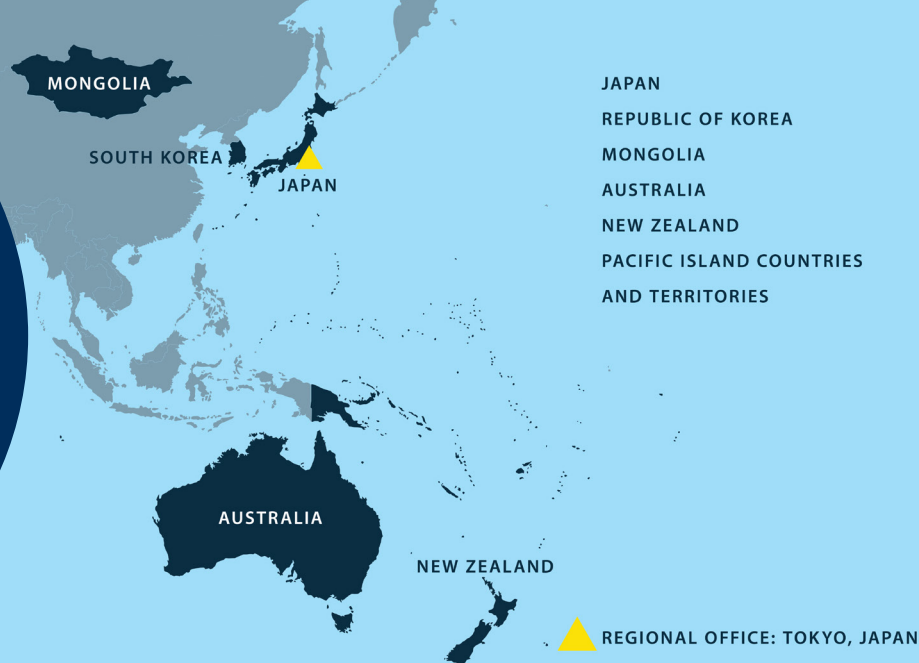 MONGOLIA
SOUTH KOREA
JAPAN
AUSTRALIA
NEW ZEALAND
JAPAN
REPUBLIC OF KOREA
MONGOLIA
AUSTRALIA
NEW ZEALAND
PACIFIC ISLAND COUNTRIES
AND TERRITORIES
REGIONAL OFFICE: TOKYO, JAPAN